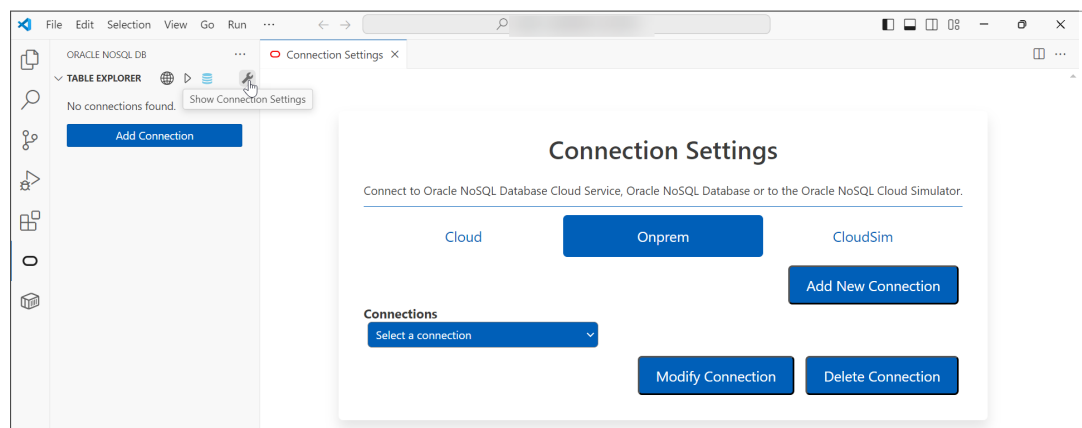 File Edit Selection View Go Run ...
ORACLE NOSQL DB ...
Connection Settings
TABLE EXPLORER
Show Connection Settings
No connections found.
Add Connection
Connection Settings
Connect to Oracle NoSQL Database Cloud Service, Oracle NoSQL Database or to the Oracle NoSQL Cloud Simulator.
Cloud Onprem CloudSim
Add New Connection
Connections
Select a connection
Modify Connection Delete Connection